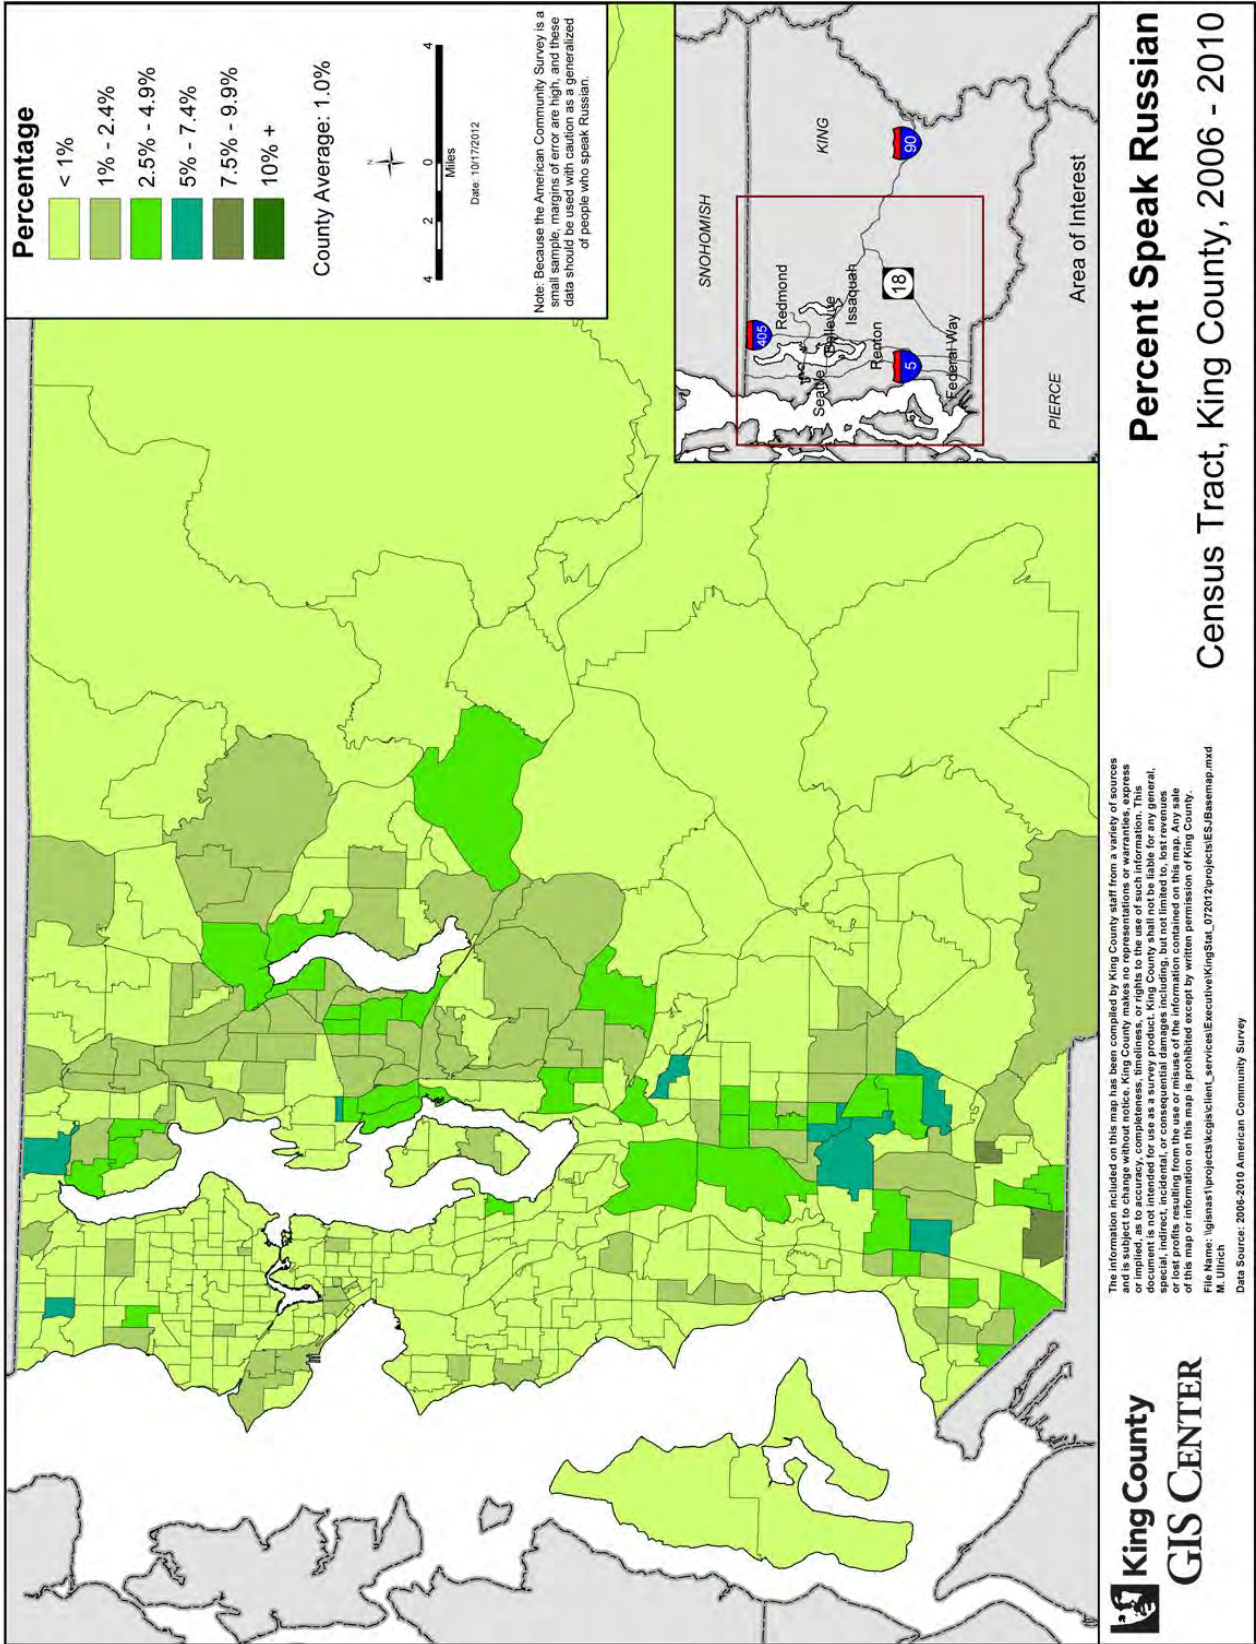 Percentage
< 1%
1% - 2.4%
2.5% - 4.9%
5% - 7.4%
7.5% - 9.9%
10% +
County Average: 1.0%
N
4 2 0 4
Miles
Date: 10/17/2012
Note: Because the American Community Survey is a
small sample, margins of error are high, and these
data should be used with caution as a generalized
of people who speak Russian.
SNOHOMISH
KING
405
Redmond
Bellevue
Seattle
Issaquah
90
Renton
18
5
Federal Way
PIERCE
Area of Interest
King County
GIS CENTER
The information included on this map has been compiled by King County staff from a variety of sources
and is subject to change without notice. King County makes no representations or warranties, express
or implied, as to accuracy, completeness, timeliness, or rights to the use of such information. This
document is not intended for use as a survey product. King County shall not be liable for any general,
special, indirect, incidental, or consequential damages including, but not limited to, lost revenues
or lost profits resulting from the use or misuse of the information contained on this map. Any sale
of this map or information on this map is prohibited except by written permission of King County.
File Name: \\gisnas1\projects\kcgis\client_services\Executive\KingStat_072012\projects\ESJBasemap.mxd
M. Ullrich
Data Source: 2006-2010 American Community Survey
Percent Speak Russian
Census Tract, King County, 2006 - 2010